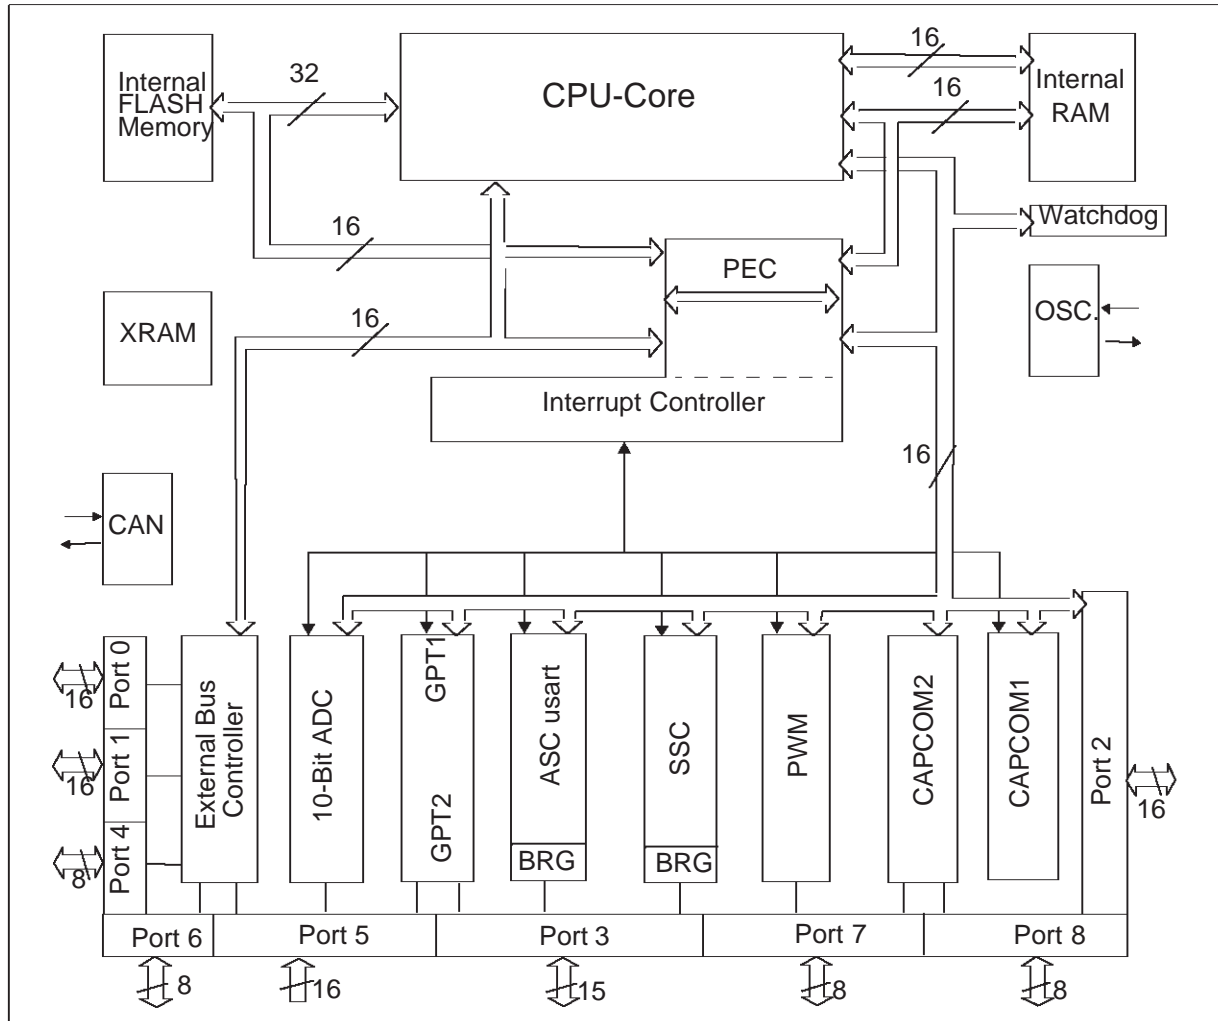 Internal
FLASH
Memory
32
CPU-Core
16
16
Internal
RAM
Watchdog
16
PEC
OSC.
XRAM
16
Interrupt Controller
16
CAN
Port 0
16
Port 1
16
Port 4
8
External Bus
Controller
10-Bit ADC
GPT1
GPT2
ASC usart
BRG
SSC
BRG
PWM
CAPCOM2
CAPCOM1
Port 2
16
Port 6
Port 5
Port 3
Port 7
Port 8
8
16
15
8
8